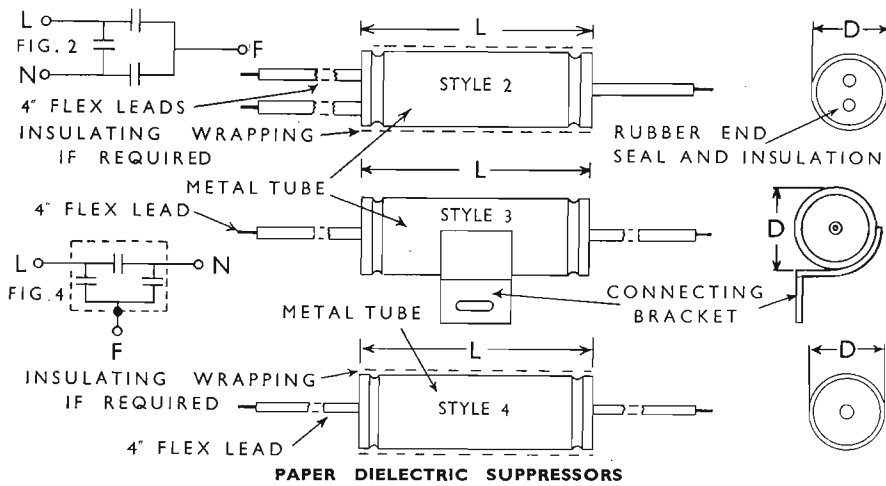 L
FIG. 2
N
F
4" FLEX LEADS
INSULATING WRAPPING
IF REQUIRED
L
STYLE 2
D
RUBBER END
SEAL AND INSULATION
METAL TUBE
4" FLEX LEAD
L
STYLE 3
D
L
N
FIG. 4
F
CONNECTING
BRACKET
METAL TUBE
INSULATING WRAPPING
IF REQUIRED
4" FLEX LEAD
L
STYLE 4
D
PAPER DIELECTRIC SUPPRESSORS